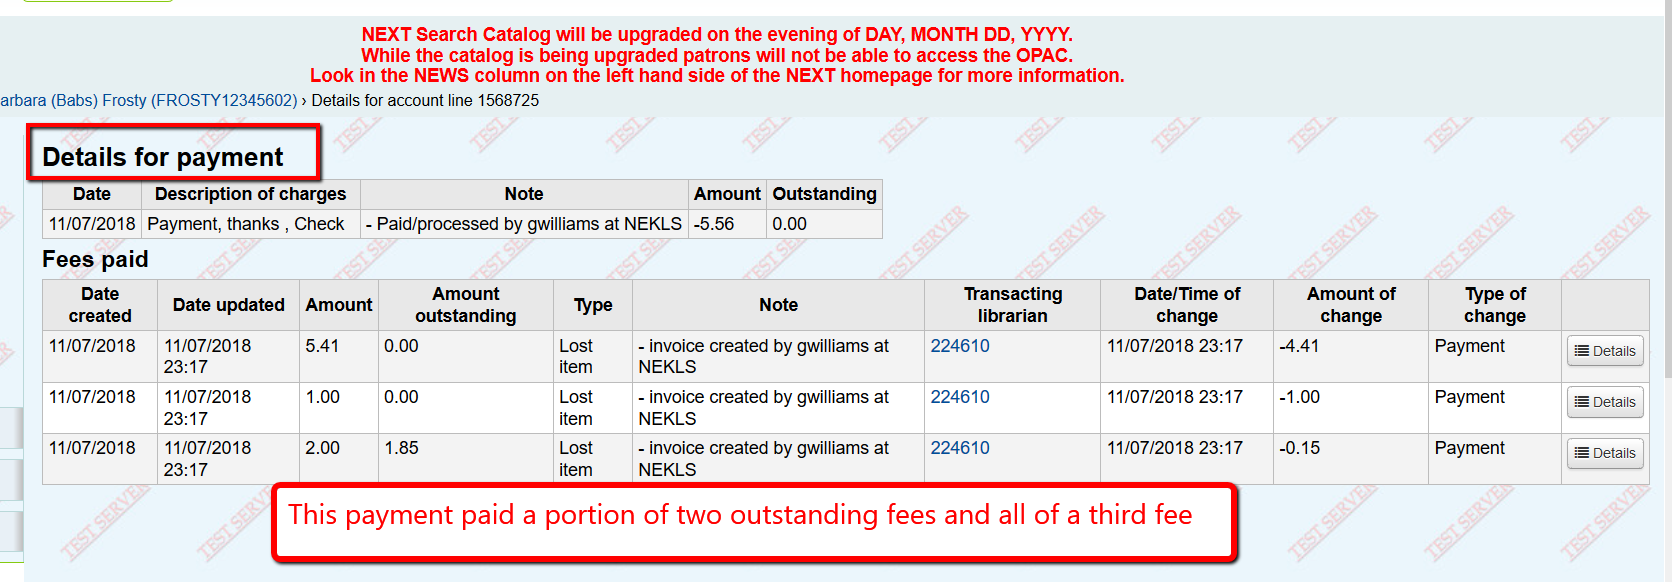 NEXT Search Catalog will be upgraded on the evening of DAY, MONTH DD, YYYY.
While the catalog is being upgraded patrons will not be able to access the OPAC.
Look in the NEWS column on the left hand side of the NEXT homepage for more information.
arbara (Babs) Frosty (FROSTY12345602) › Details for account line 1568725
Details for payment
Date Description of charges Note Amount Outstanding
11/07/2018 Payment, thanks , Check - Paid/processed by gwilliams at NEKLS -5.56 0.00
Fees paid
Date created Date updated Amount Amount outstanding Type Note Transacting librarian Date/Time of change Amount of change Type of change
11/07/2018 11/07/2018 23:17 5.41 0.00 Lost item - invoice created by gwilliams at NEKLS 224610 11/07/2018 23:17 -4.41 Payment Details
11/07/2018 11/07/2018 23:17 1.00 0.00 Lost item - invoice created by gwilliams at NEKLS 224610 11/07/2018 23:17 -1.00 Payment Details
11/07/2018 11/07/2018 23:17 2.00 1.85 Lost item - invoice created by gwilliams at NEKLS 224610 11/07/2018 23:17 -0.15 Payment Details
This payment paid a portion of two outstanding fees and all of a third fee
TEST SERVER